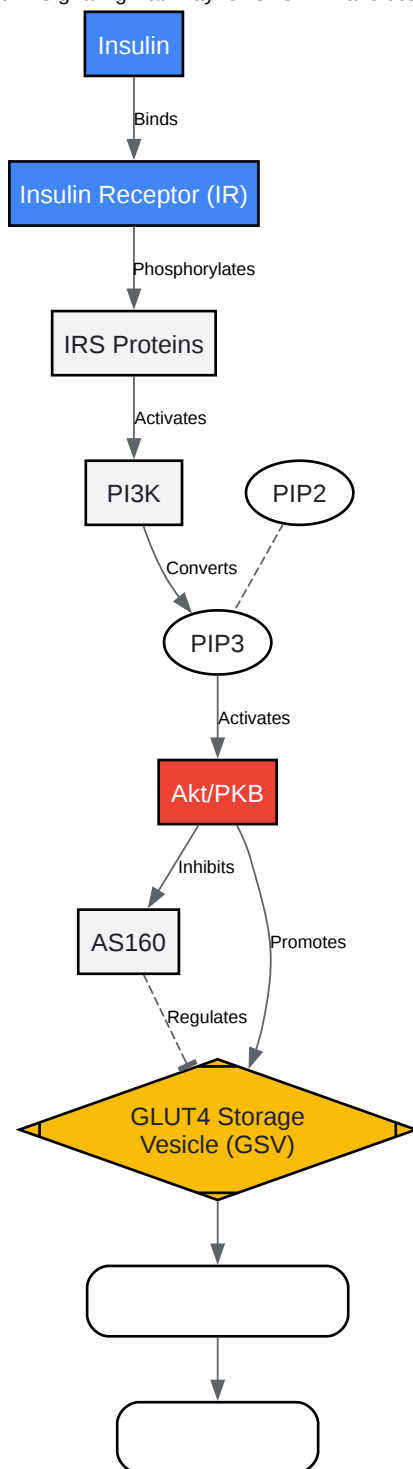 Insulin
Binds
Insulin Receptor (IR)
Phosphorylates
IRS Proteins
Activates
PI3K
PIP2
Converts
PIP3
Activates
Akt/PKB
Inhibits
AS160
Promotes
Regulates
GLUT4 Storage
Vesicle (GSV)